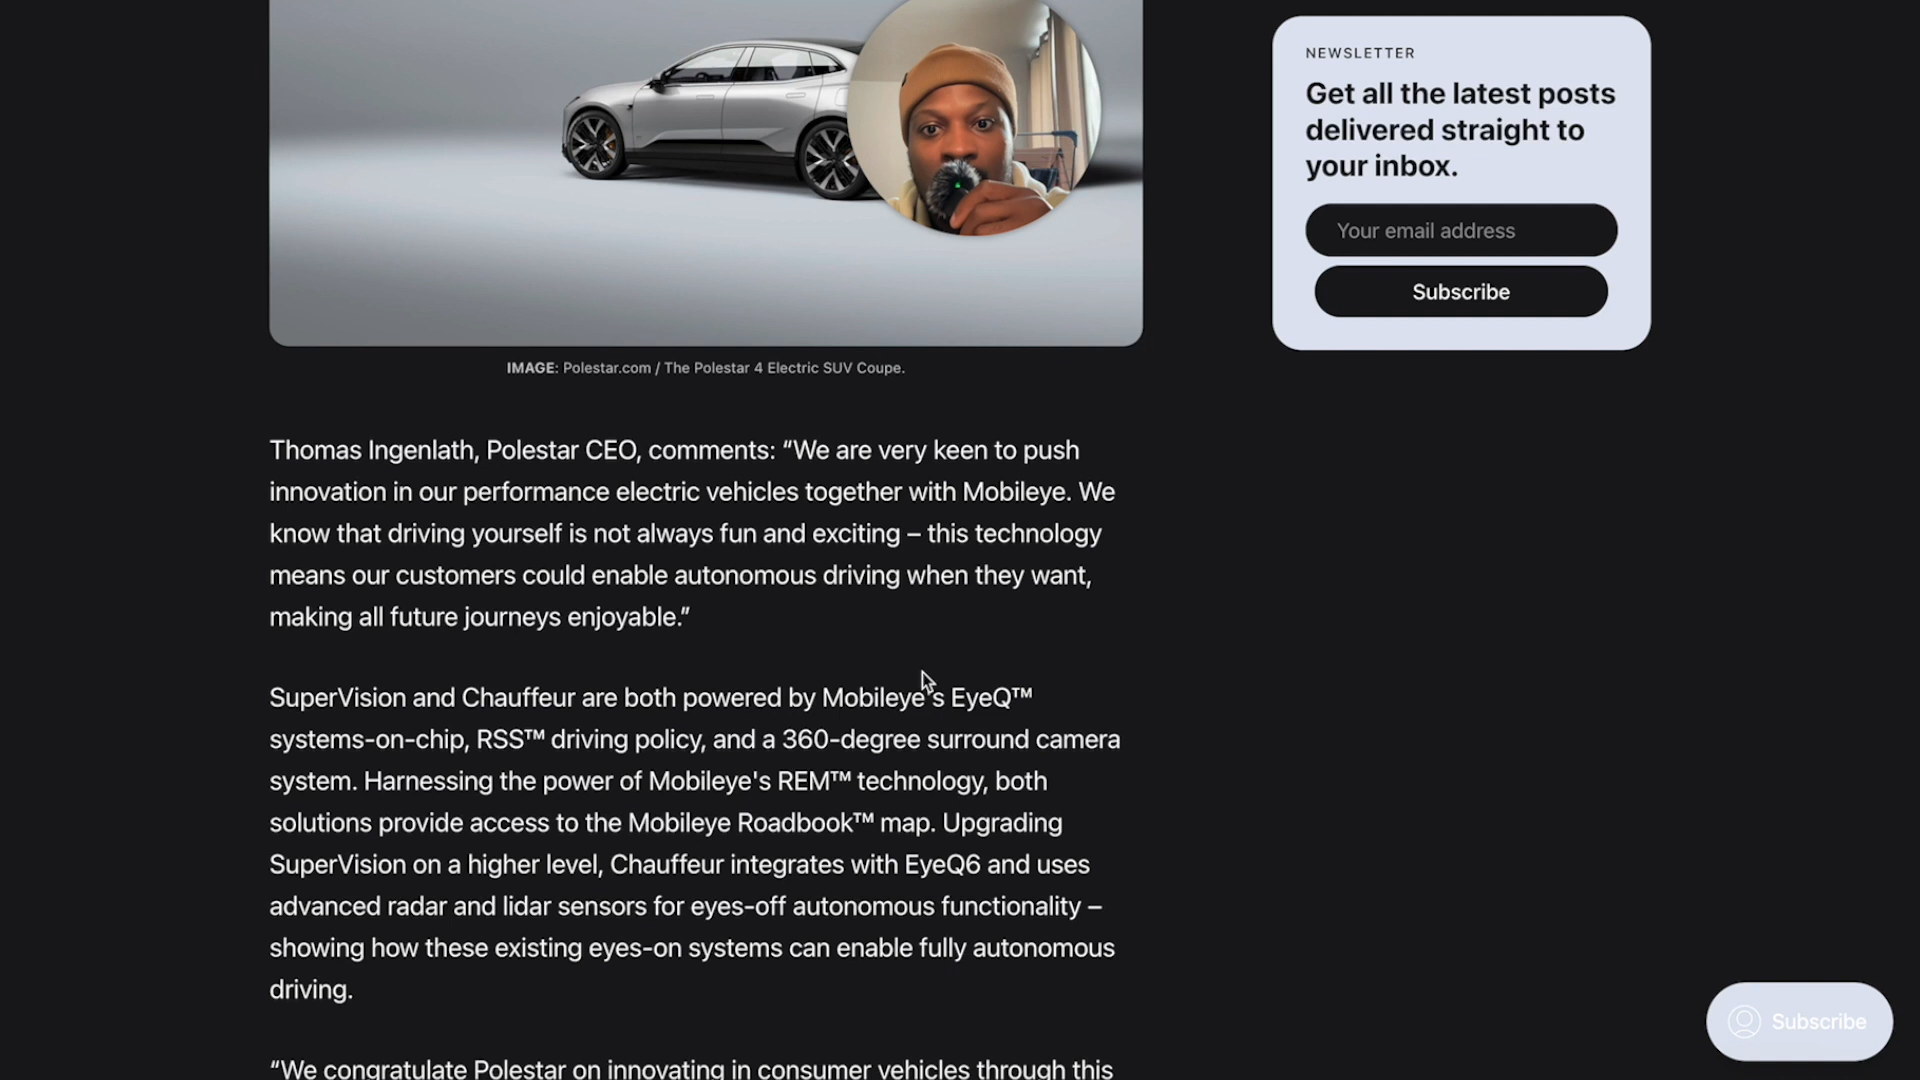 NEWSLETTER
Get all the latest posts
delivered straight to
your inbox.
Your email address
Subscribe
IMAGE: Polestar.com / The Polestar 4 Electric SUV Coupe.
Thomas Ingenlath, Polestar CEO, comments: “We are very keen to push
innovation in our performance electric vehicles together with Mobileye. We
know that driving yourself is not always fun and exciting – this technology
means our customers could enable autonomous driving when they want,
making all future journeys enjoyable.”
SuperVision and Chauffeur are both powered by Mobileye's EyeQ™
systems-on-chip, RSS™ driving policy, and a 360-degree surround camera
system. Harnessing the power of Mobileye's REM™ technology, both
solutions provide access to the Mobileye Roadbook™ map. Upgrading
SuperVision on a higher level, Chauffeur integrates with EyeQ6 and uses
advanced radar and lidar sensors for eyes-off autonomous functionality –
showing how these existing eyes-on systems can enable fully autonomous
driving.
“We congratulate Polestar on innovating in consumer vehicles through this
Subscribe